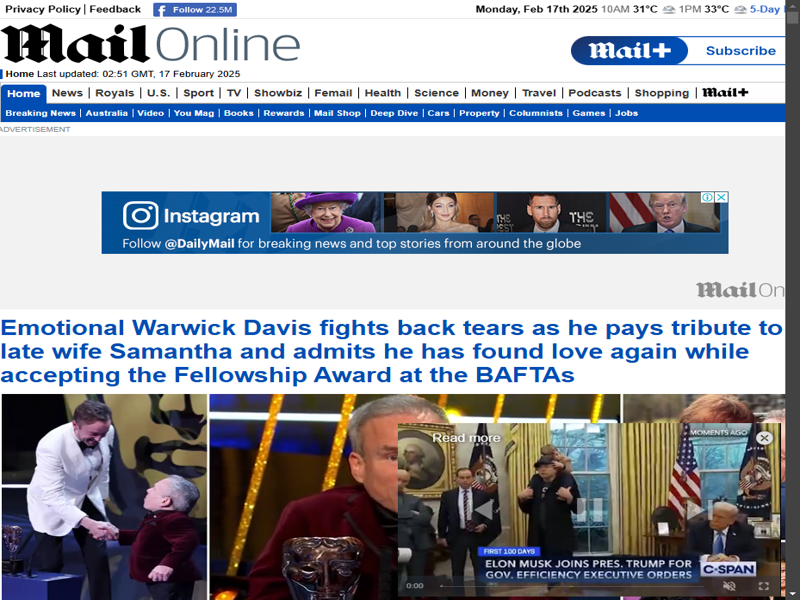 Privacy Policy | Feedback
Follow 22.5M
Monday, Feb 17th 2025 10AM 31°C 1PM 33°C 5-Day
Mail Online
Mail+
Subscribe
Home Last updated: 02:51 GMT, 17 February 2025
Home News | Royals | U.S. | Sport | TV | Showbiz | Femail | Health | Science | Money | Travel | Podcasts | Shopping | Mail+
Breaking News | Australia | Video | You Mag | Books | Rewards | Mail Shop | Deep Dive | Cars | Property | Columnists | Games | Jobs
ADVERTISEMENT
Instagram
THE
THE
Follow @DailyMail for breaking news and top stories from around the globe
Mail On
Emotional Warwick Davis fights back tears as he pays tribute to
late wife Samantha and admits he has found love again while
accepting the Fellowship Award at the BAFTAs
Read more
MOMENTS AGO
FIRST 100 DAYS
ELON MUSK JOINS PRES. TRUMP FOR
GOV. EFFICIENCY EXECUTIVE ORDERS
C-SPAN
0:00